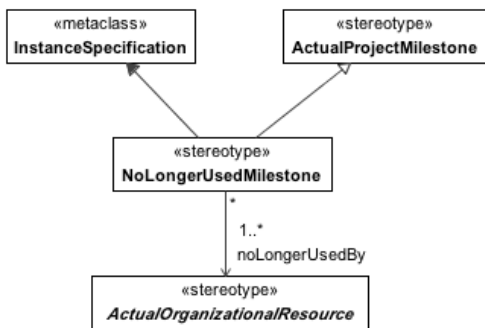 «metaclass»
InstanceSpecification
«stereotype»
ActualProjectMilestone
«stereotype»
NoLongerUsedMilestone
*
1..*
noLongerUsedBy
«stereotype»
ActualOrganizationalResource